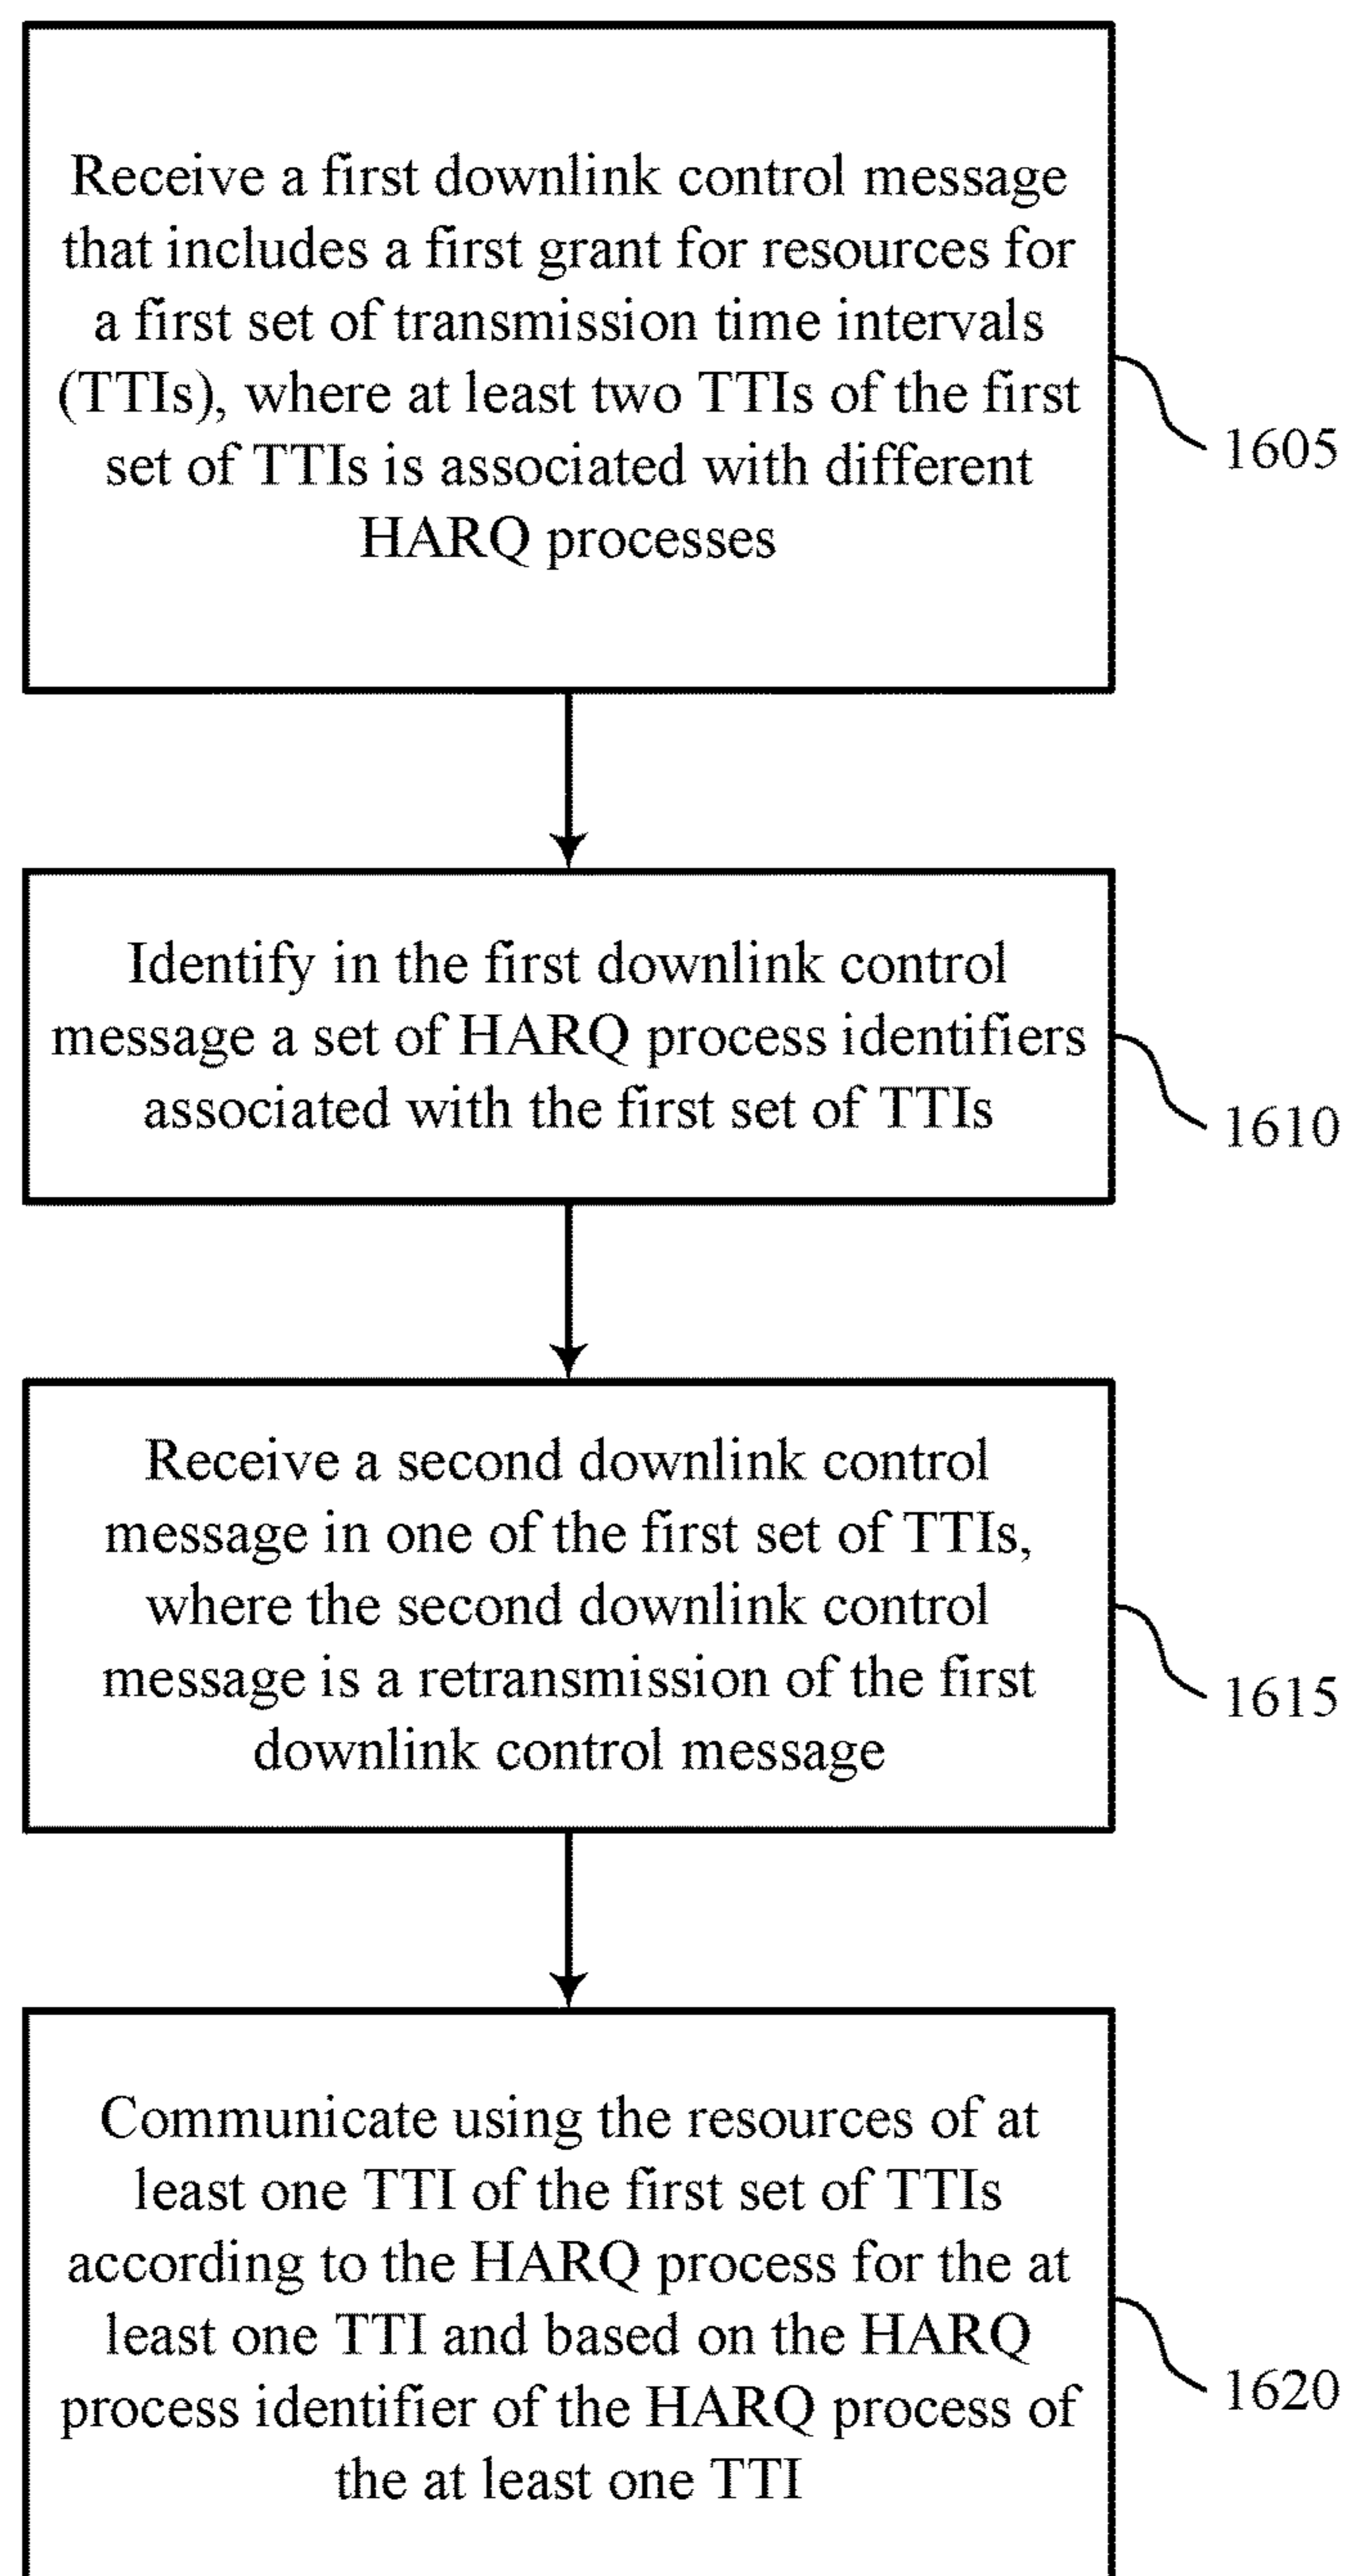 Receive a first downlink control message
that includes a first grant for resources for
a first set of transmission time intervals
(TTIs), where at least two TTIs of the first
set of TTIs is associated with different
HARQ processes
1605
Identify in the first downlink control
message a set of HARQ process identifiers
associated with the first set of TTIs
1610
Receive a second downlink control
message in one of the first set of TTIs,
where the second downlink control
message is a retransmission of the first
downlink control message
1615
Communicate using the resources of at
least one TTI of the first set of TTIs
according to the HARQ process for the at
least one TTI and based on the HARQ
process identifier of the HARQ process of
the at least one TTI
1620